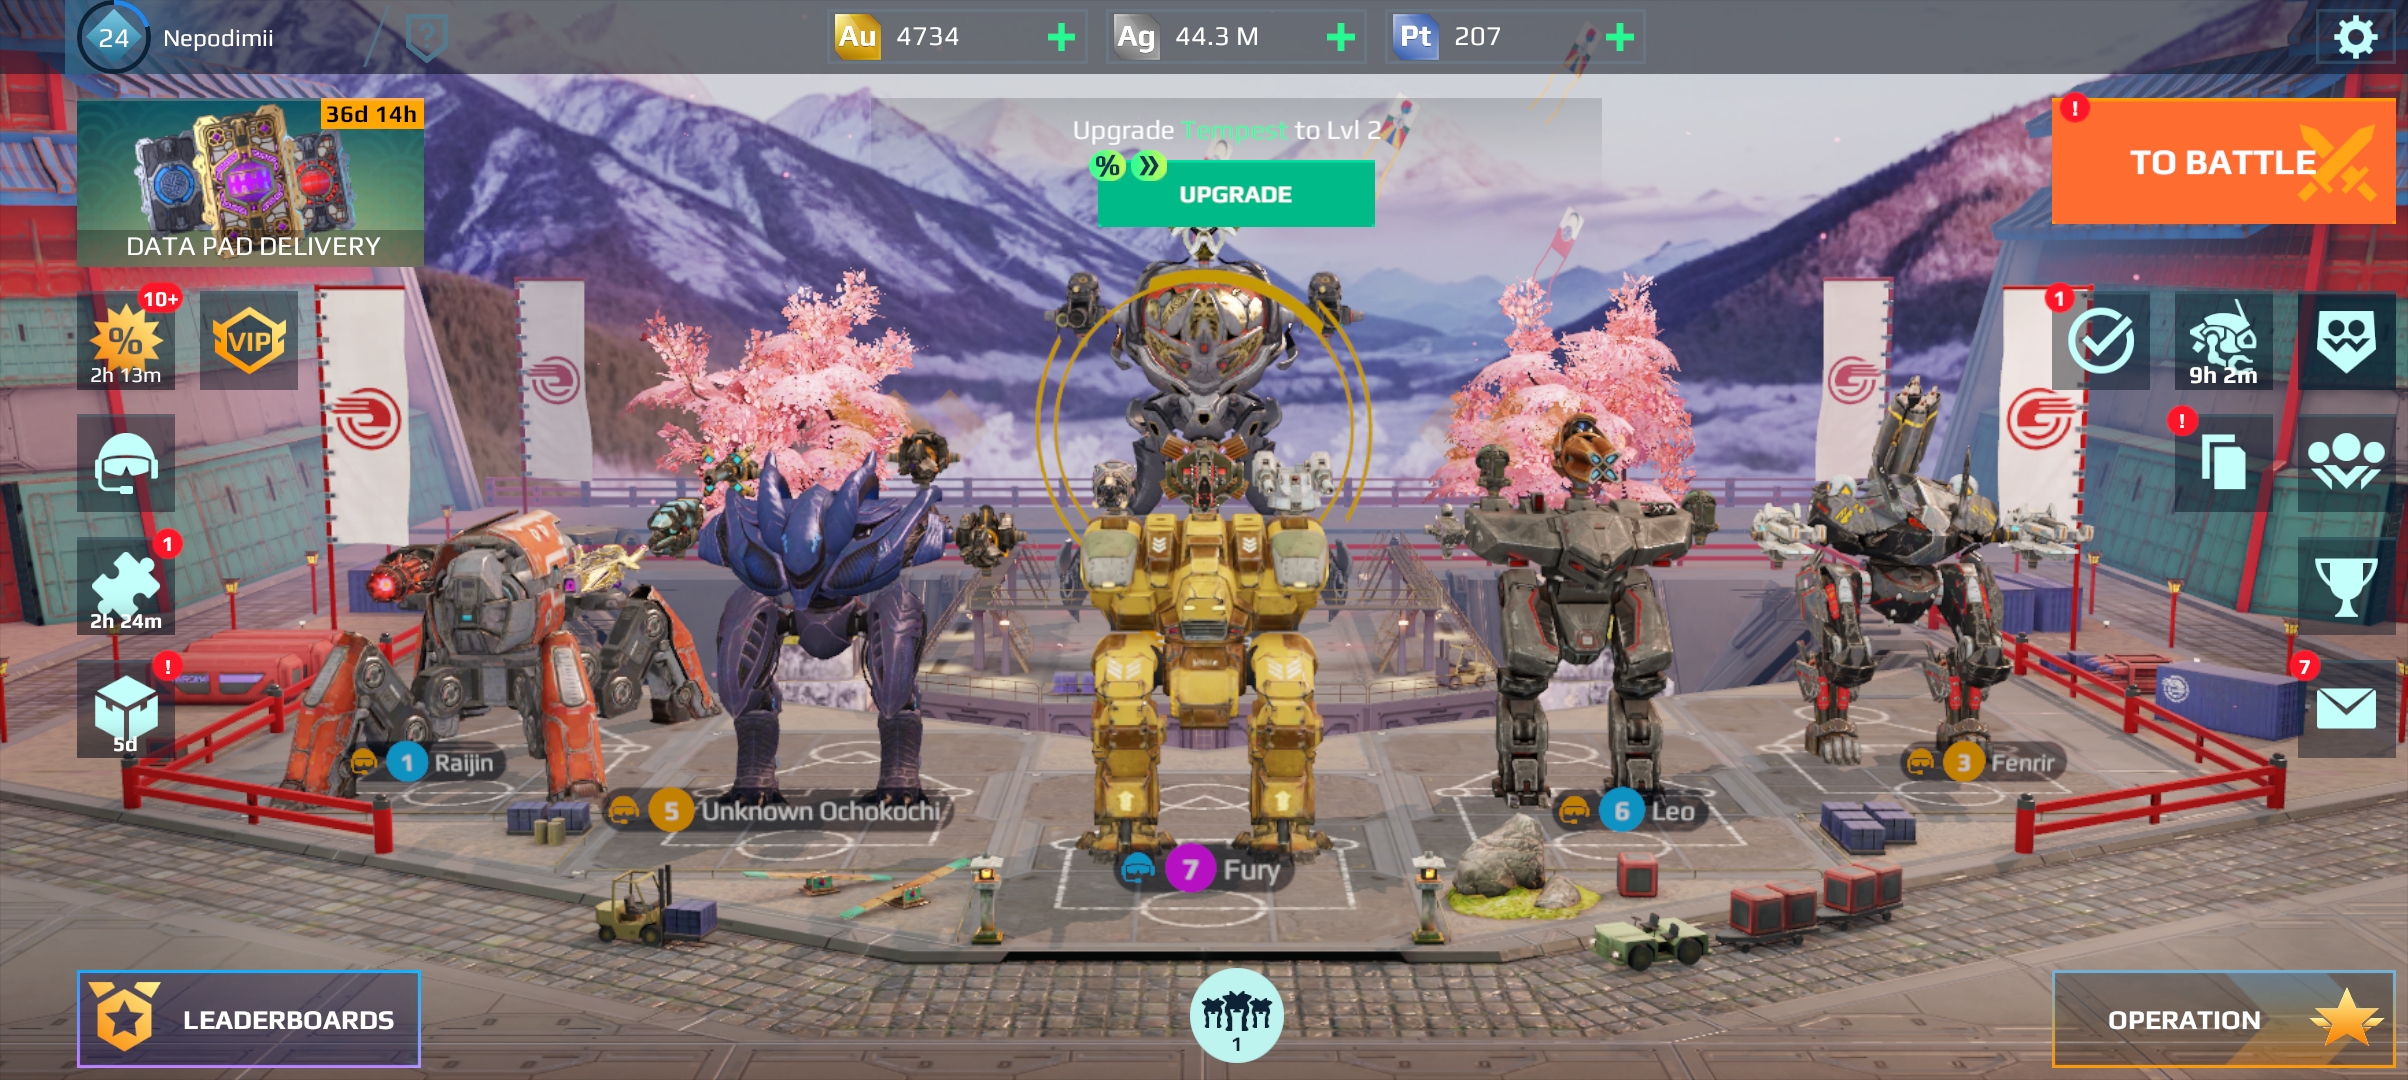 24 Nepodimii
?
Au 4734
Ag 44.3 M
Pt 207
36d 14h
DATA PAD DELIVERY
Upgrade Tempest to Lvl 2
% »
UPGRADE
!
TO BATTLE
10+
%
2h 13m
VIP
1
9h 2m
!
1
2h 24m
!
5d
7
1 Raijin
5 Unknown Ochokochi
7 Fury
6 Leo
3 Fenrir
LEADERBOARDS
1
OPERATION